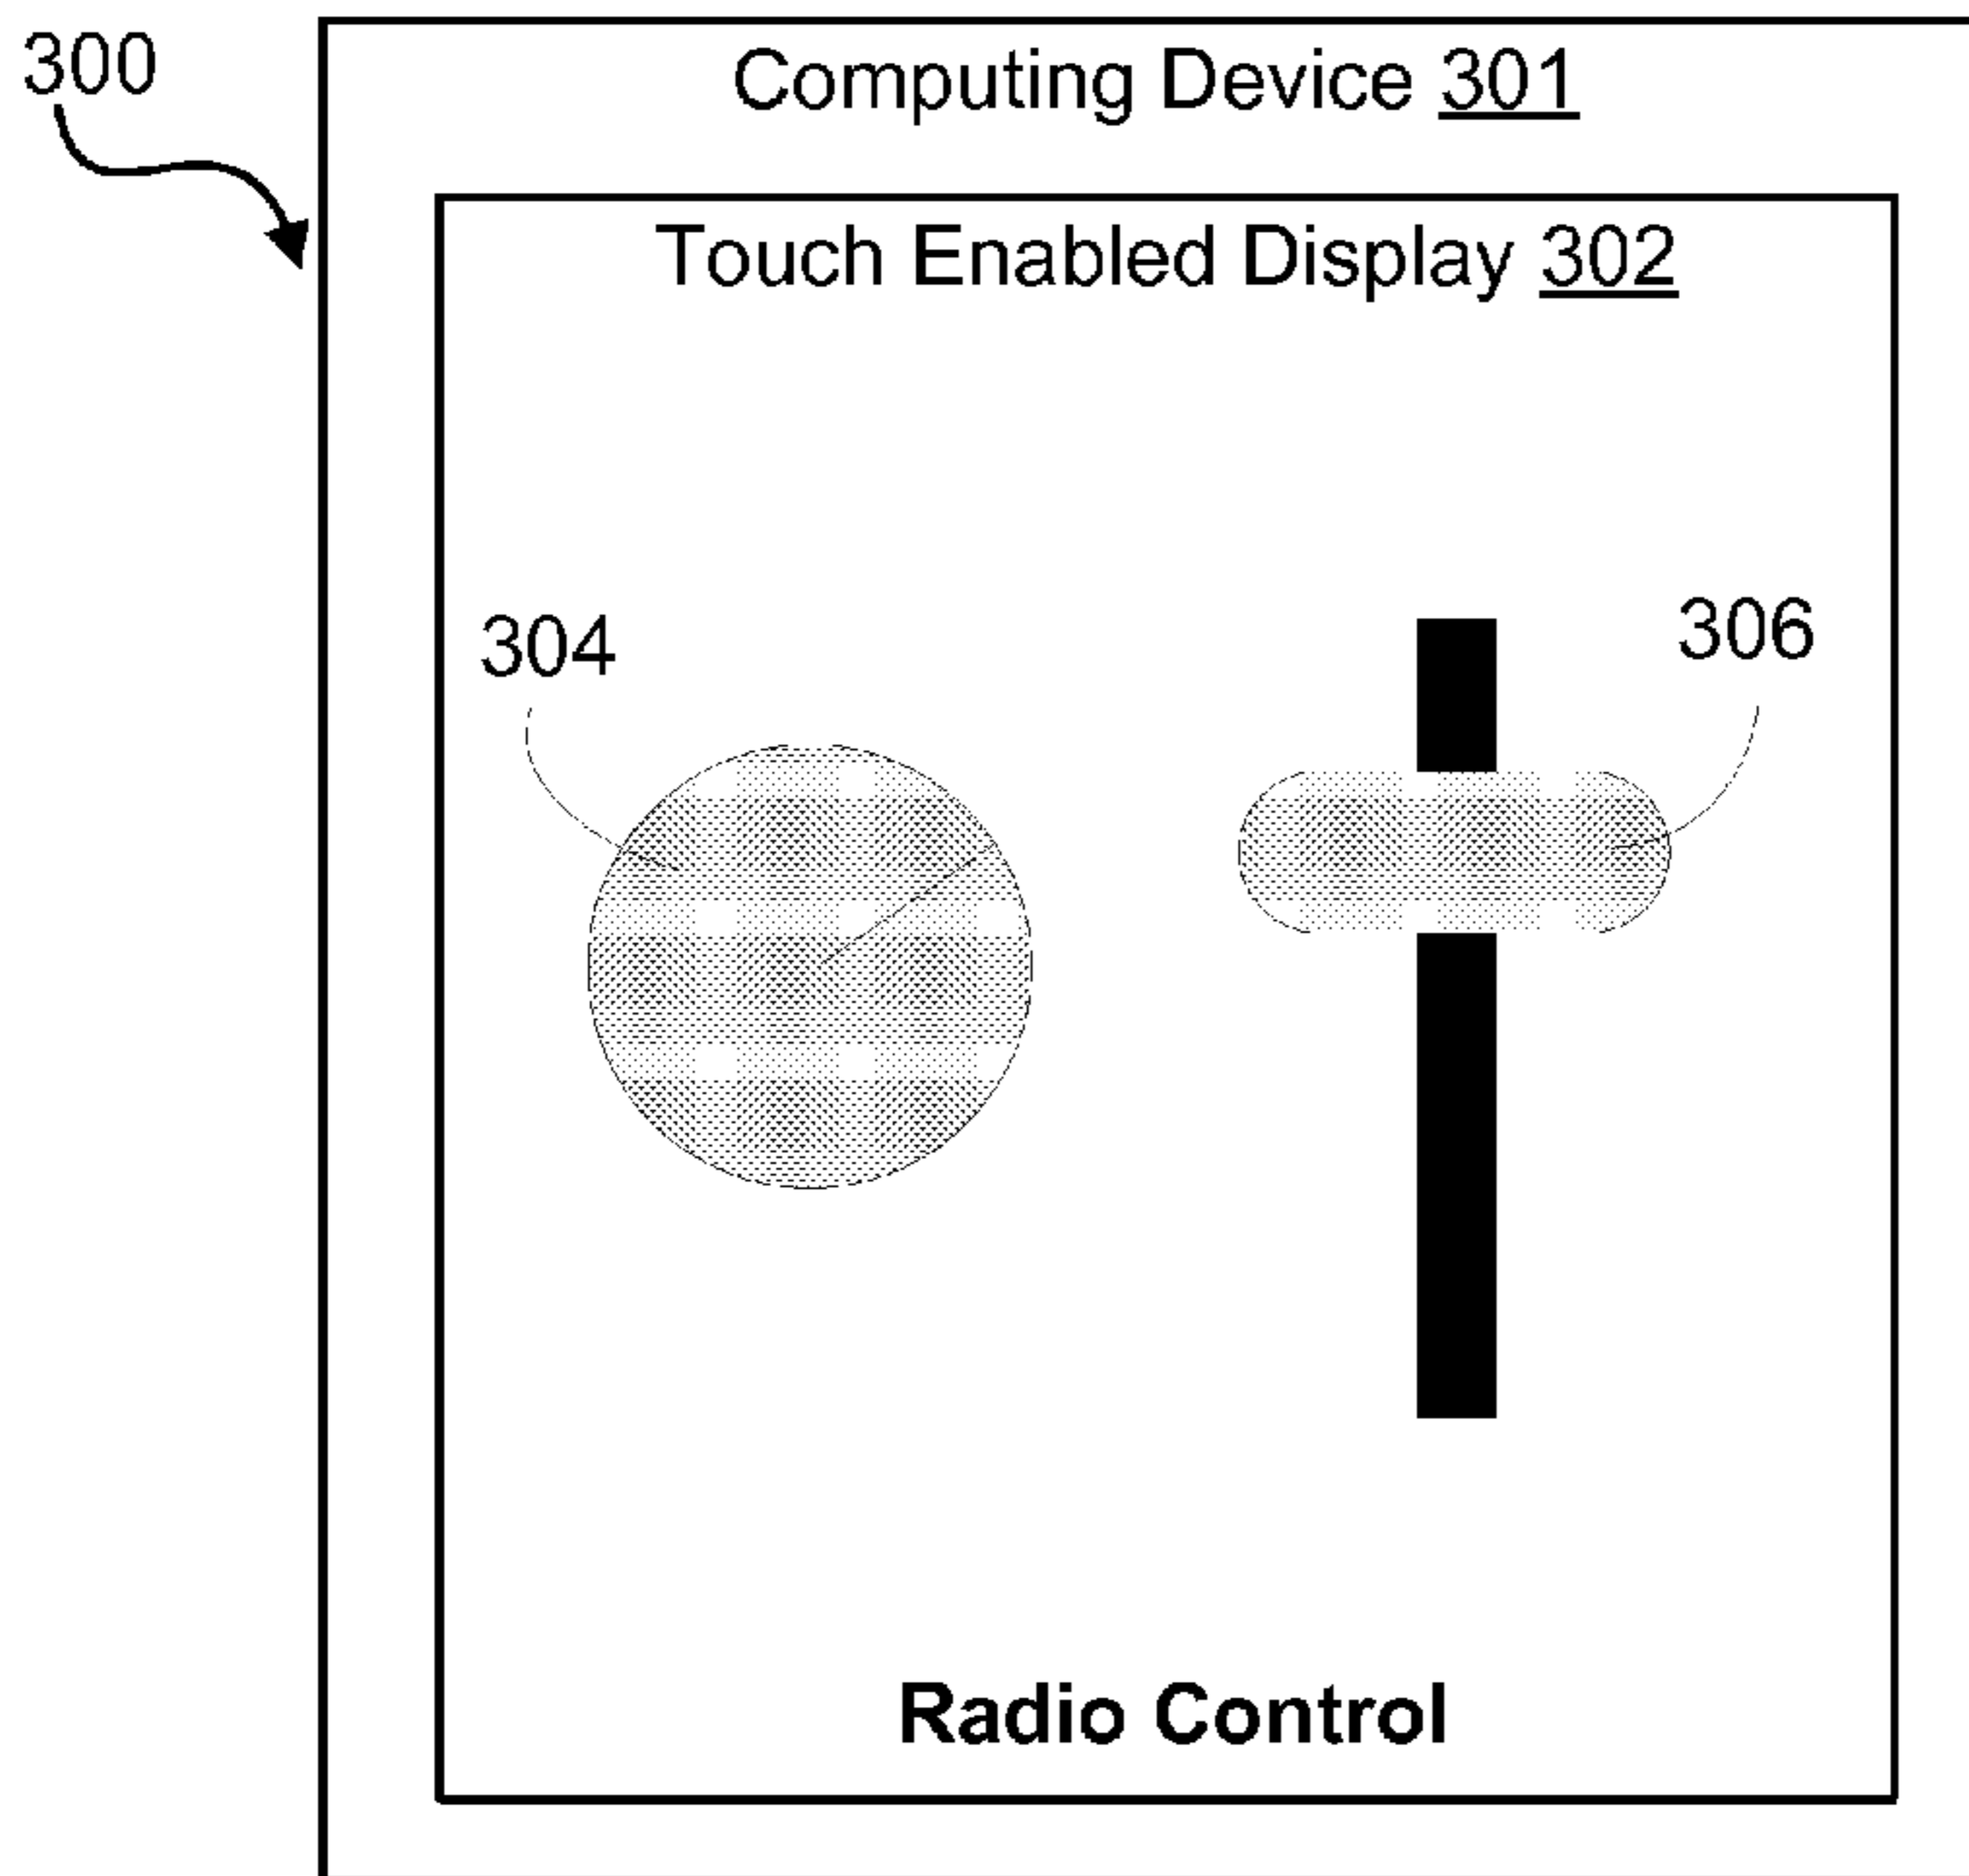 300
Computing Device 301
Touch Enabled Display 302
304
306
Radio Control